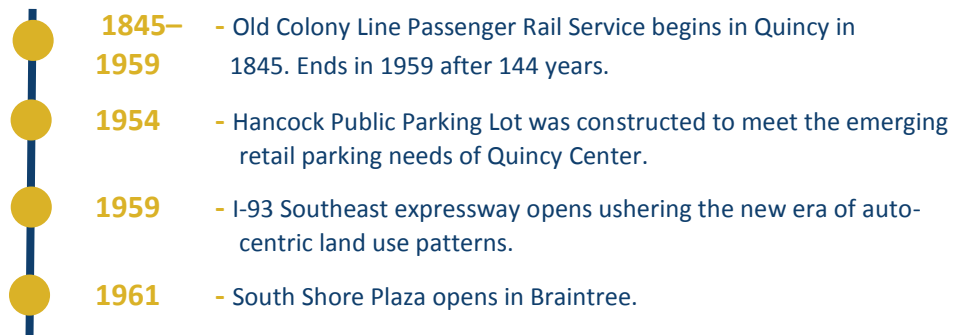 1845– - Old Colony Line Passenger Rail Service begins in Quincy in
1959 1845. Ends in 1959 after 144 years.
1954 - Hancock Public Parking Lot was constructed to meet the emerging
retail parking needs of Quincy Center.
1959 - I-93 Southeast expressway opens ushering the new era of auto-
centric land use patterns.
1961 - South Shore Plaza opens in Braintree.